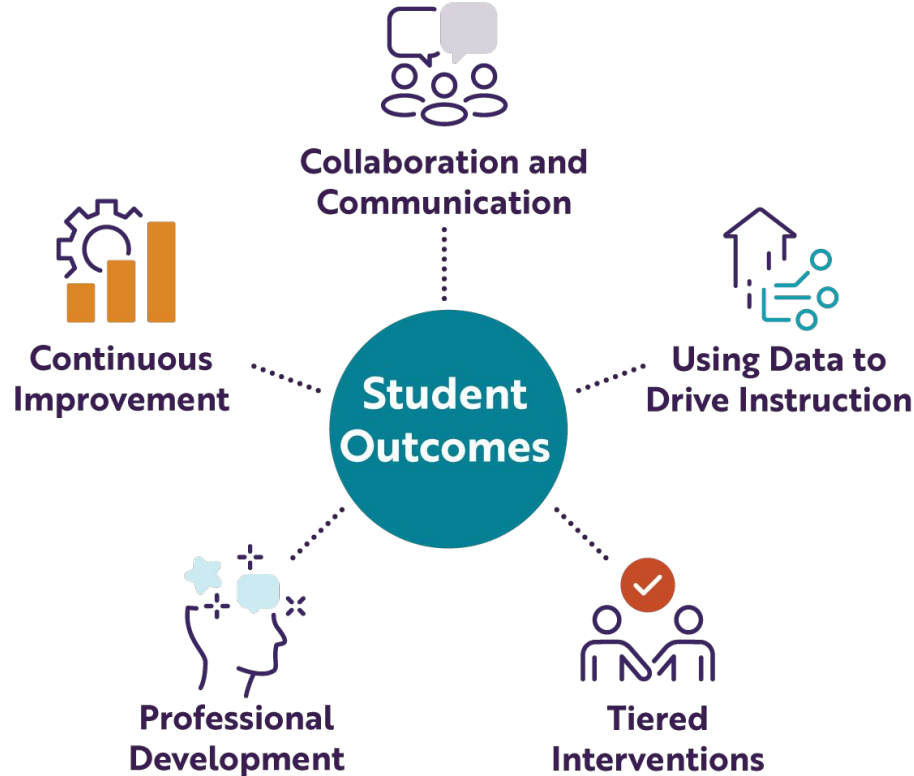 Collaboration and
Communication
Continuous
Improvement
Using Data to
Drive Instruction
Student
Outcomes
Professional
Development
Tiered
Interventions